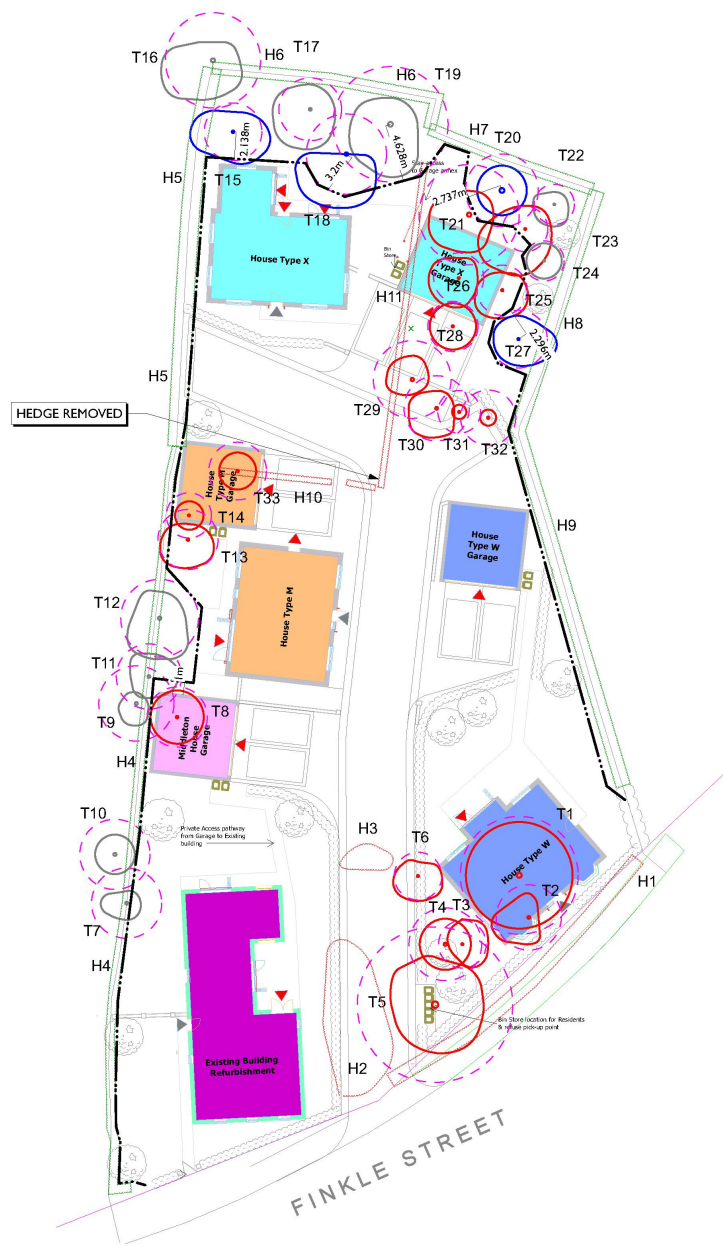 T16
H6
T17
H6
T19
H7
T20
T22
2.138m
3.2m
4.628m
2.737m
Store access
to Garage annex
H5
T15
T18
T21
T23
T24
House Type X
Bin
Store
House
Type X
Garage
T26
T25
H11
H8
T28
T27
2.296m
H5
T29
T30
T31
T32
HEDGE REMOVED
House
Type M
Garage
T33
H10
T14
T13
H9
House
Type W
Garage
T12
House Type M
T11
T9
T8
Middleton
House
Garage
H4
T10
Private Access pathway
from Garage to Existing
building
H3
T6
T1
House Type W
T2
H1
T4
T3
T7
H4
T5
Bin Store location for Residents
& refuse pick-up point
Existing Building
Refurbishment
H2
FINKLE STREET